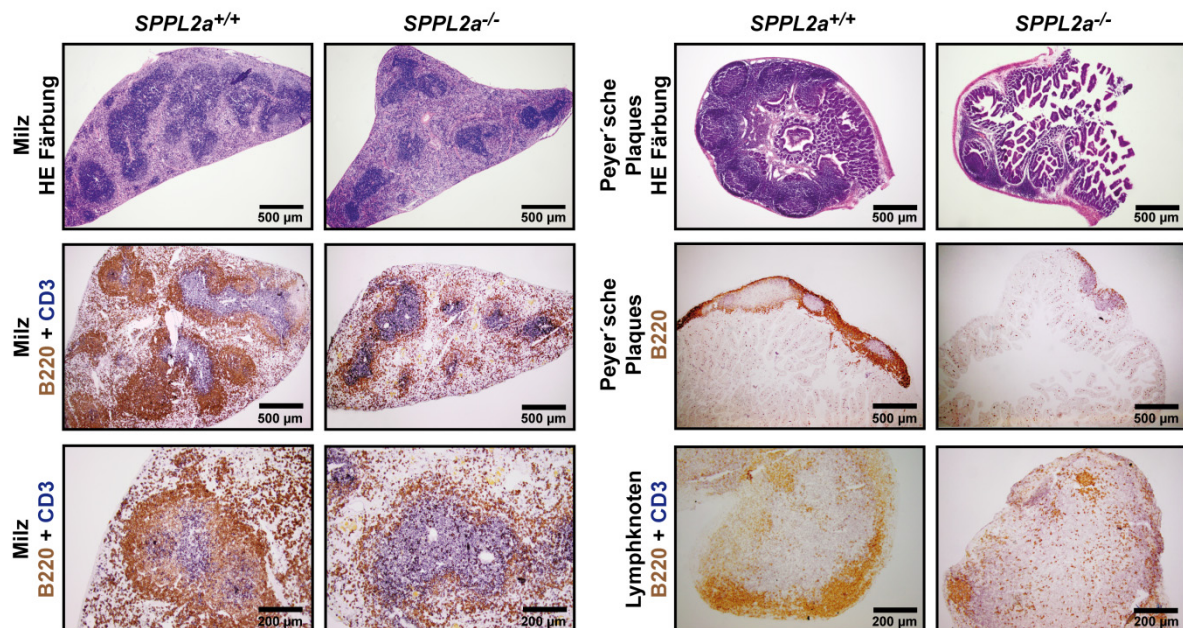 SPPL2a+/+
SPPL2a-/-
SPPL2a+/+
SPPL2a-/-
Milz
HE Färbung
500 µm
500 µm
Peyer´sche
Plaques
HE Färbung
500 µm
500 µm
Milz
B220 + CD3
500 µm
500 µm
Peyer´sche
Plaques
B220
500 µm
500 µm
Milz
B220 + CD3
200 µm
200 µm
Lymphknoten
B220 + CD3
200 µm
200 µm